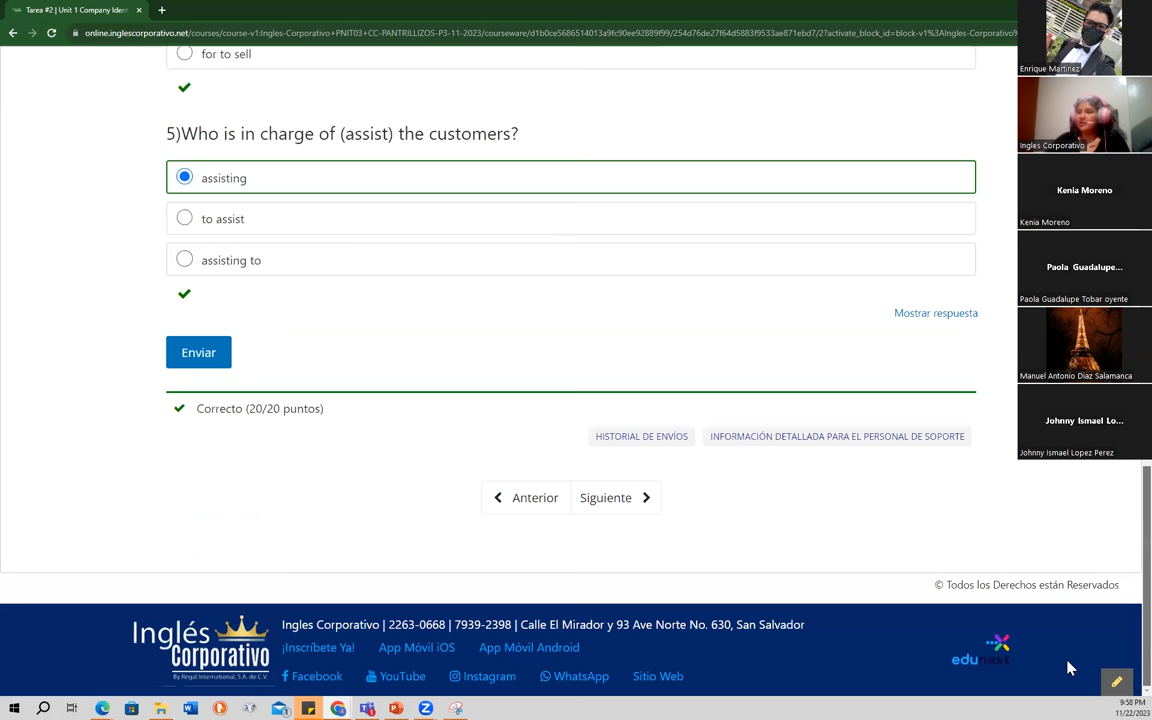 Tarea #2 | Unit 1 Company Ident
online.inglescorporativo.net/courses/course-v1:Ingles-Corporativo+PNIT03+CC-PANTRILLIZOS-P3-11-2023/courseware/d1b0ce5686514013a9fc90ee92889f99/254d76de27f64d5883f9533ae871ebd7/2?activate_block_id=block-v1%3AIngles-Corporativo%
for to sell
5)Who is in charge of (assist) the customers?
assisting
to assist
assisting to
Mostrar respuesta
Enviar
Correcto (20/20 puntos)
HISTORIAL DE ENVÍOS
INFORMACIÓN DETALLADA PARA EL PERSONAL DE SOPORTE
Anterior
Siguiente
© Todos los Derechos están Reservados
Inglés Corporativo
By Regal International, S.A. de C.V.
Ingles Corporativo | 2263-0668 | 7939-2398 | Calle El Mirador y 93 Ave Norte No. 630, San Salvador
¡Inscríbete Ya!
App Móvil iOS
App Móvil Android
Facebook
YouTube
Instagram
WhatsApp
Sitio Web
edunext
Enrique Martinez
Ingles Corporativo
Kenia Moreno
Kenia Moreno
Paola Guadalupe...
Paola Guadalupe Tobar oyente
Manuel Antonio Diaz Salamanca
Johnny Ismael Lo...
Johnny Ismael Lopez Perez
9:58 PM
11/22/2023